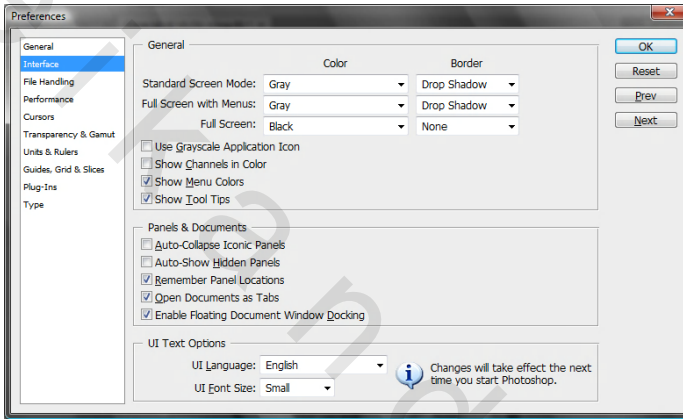 Preferences
General
Interface
File Handling
Performance
Cursors
Transparency & Gamut
Units & Rulers
Guides, Grid & Slices
Plug-Ins
Type
General
Color Border
Standard Screen Mode: Gray Drop Shadow
Full Screen with Menus: Gray Drop Shadow
Full Screen: Black None
Use Grayscale Application Icon
Show Channels in Color
Show Menu Colors
Show Tool Tips
Panels & Documents
Auto-Collapse Iconic Panels
Auto-Show Hidden Panels
Remember Panel Locations
Open Documents as Tabs
Enable Floating Document Window Docking
UI Text Options
UI Language: English
UI Font Size: Small
Changes will take effect the next
time you start Photoshop.
OK
Reset
Prev
Next